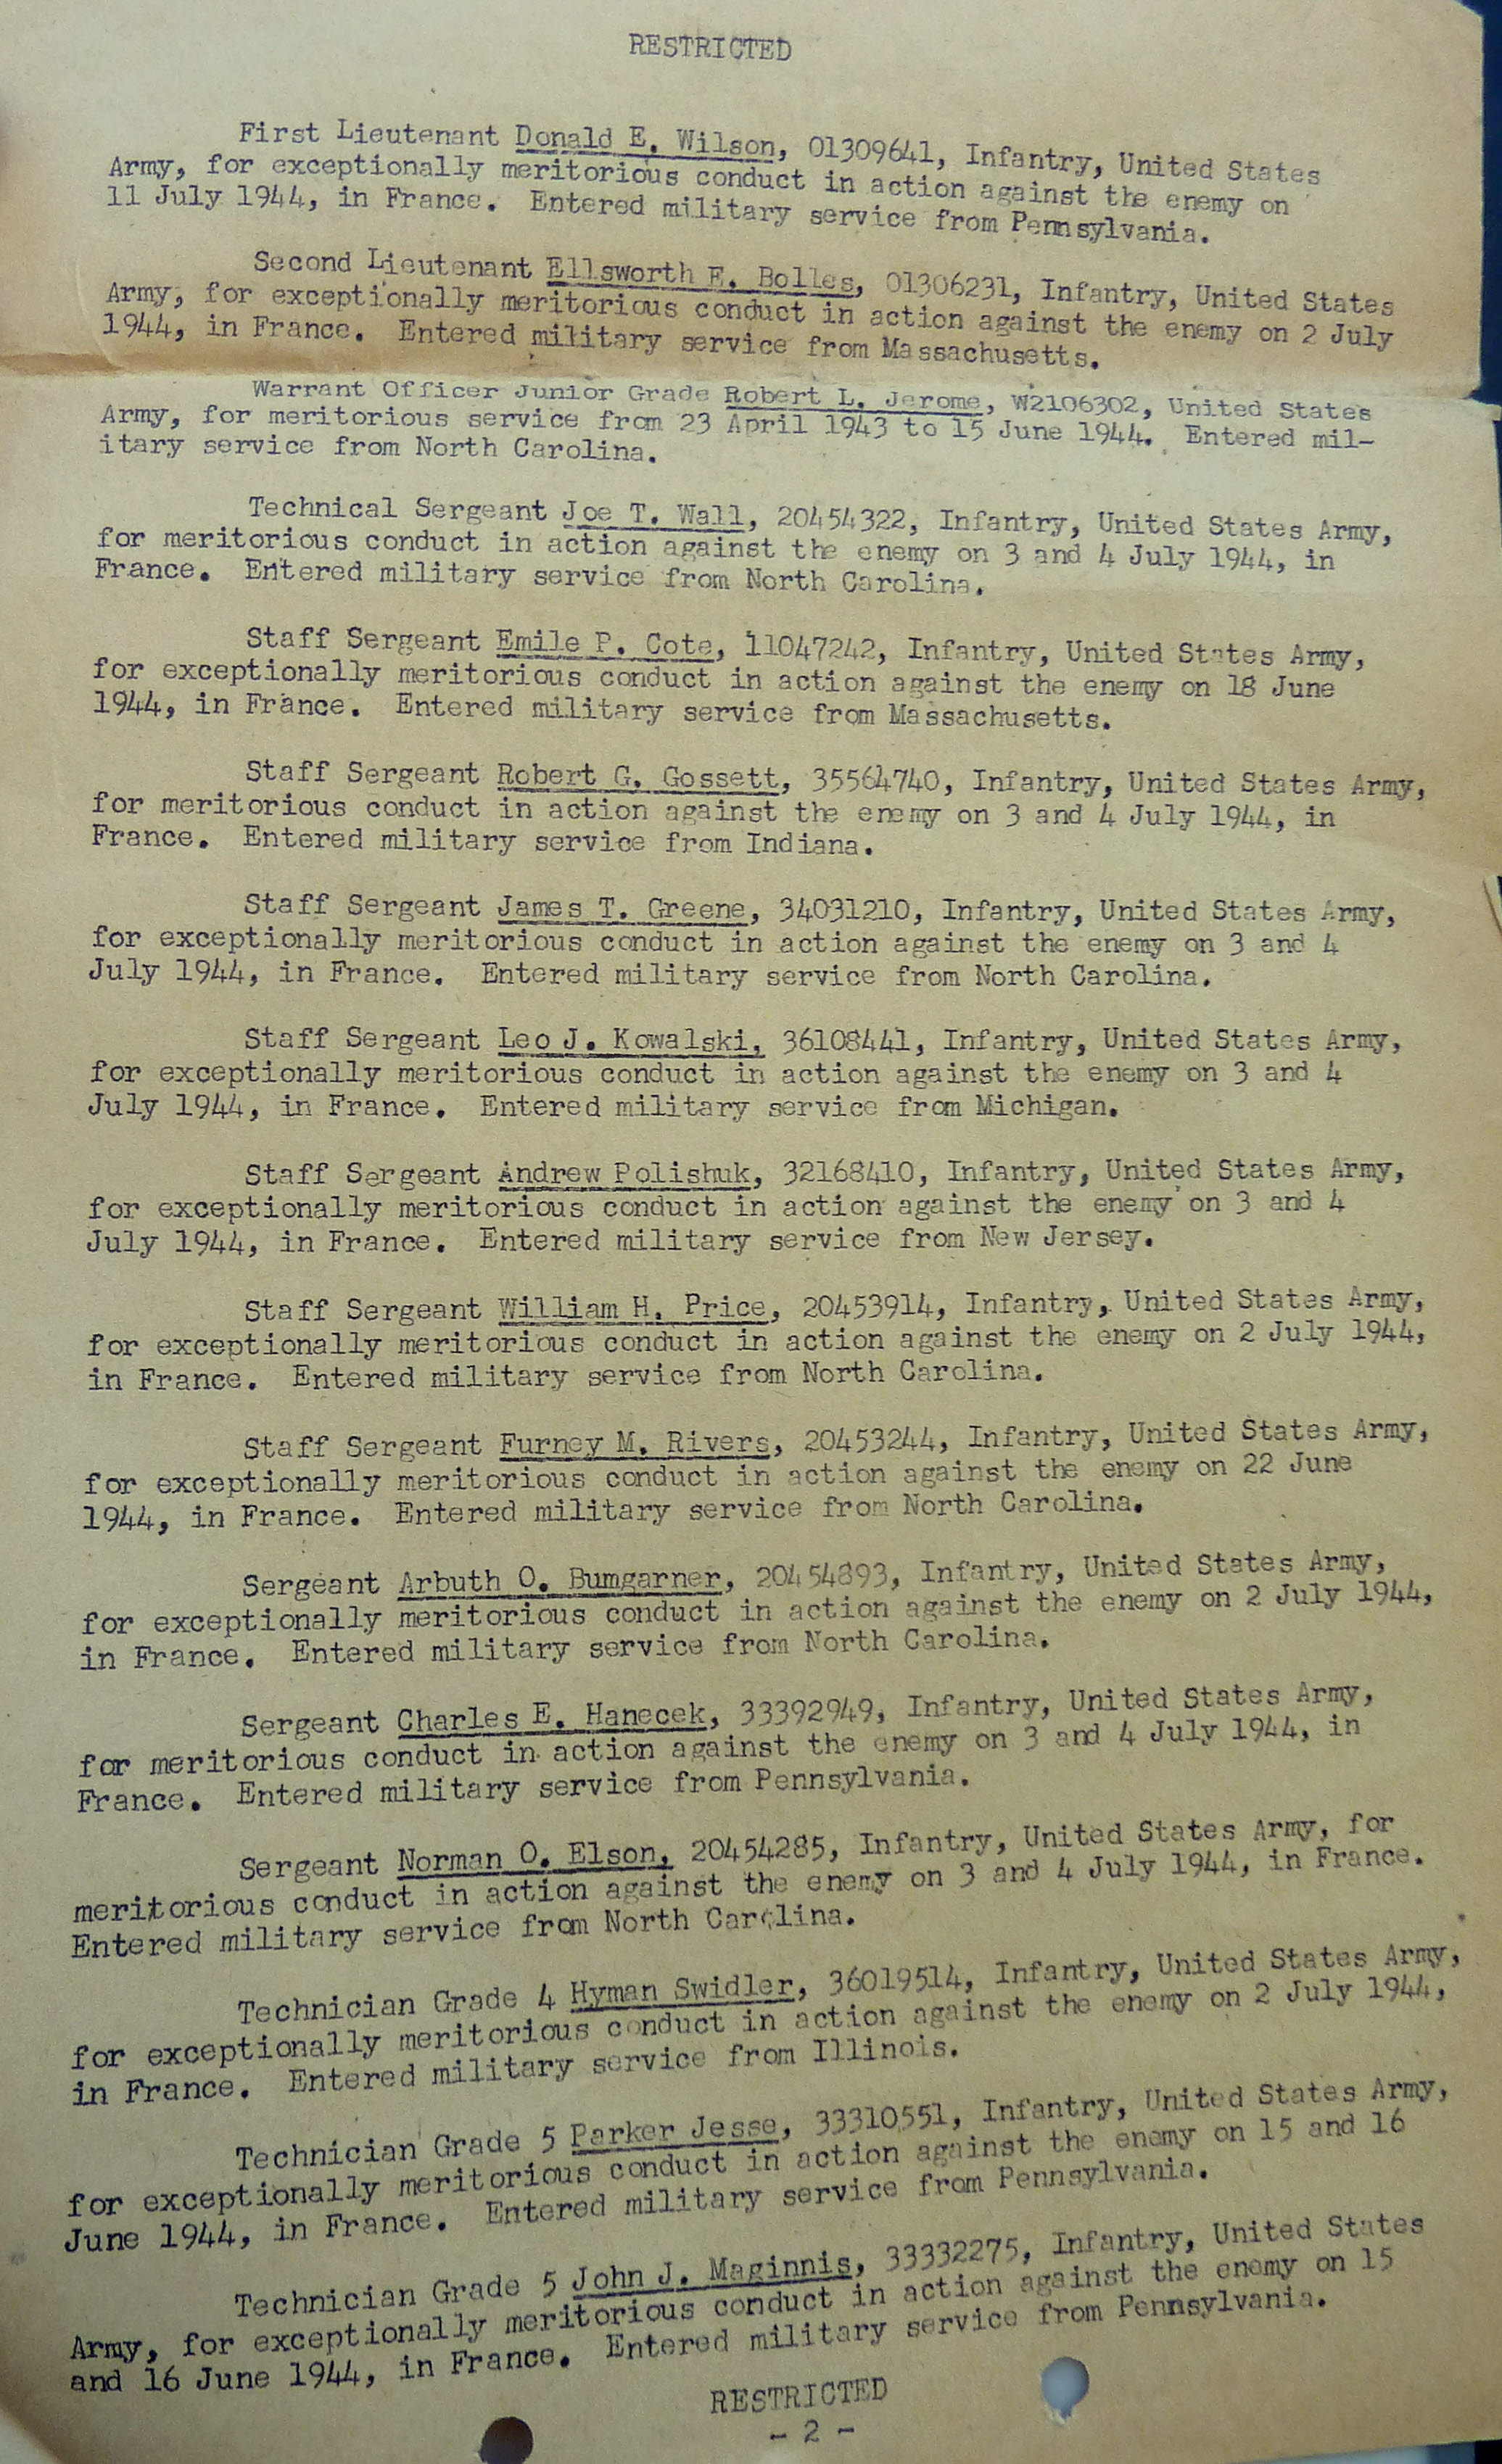 RESTRICTED
First Lieutenant Donald E. Wilson, 01309641, Infantry, United States
Army, for exceptionally meritorious conduct in action against the enemy on
11 July 1944, in France. Entered military service from Pennsylvania.
Second Lieutenant Ellsworth E. Bolles, 01306231, Infantry, United States
Army, for exceptionally meritorious conduct in action against the enemy on 2 July
1944, in France. Entered military service from Massachusetts.
Warrant Officer Junior Grade Robert L. Jerome, W2106302, United States
Army, for meritorious service from 23 April 1943 to 15 June 1944. Entered mil-
itary service from North Carolina.
Technical Sergeant Joe T. Wall, 20454322, Infantry, United States Army,
for meritorious conduct in action against the enemy on 3 and 4 July 1944, in
France. Entered military service from North Carolina.
Staff Sergeant Emile P. Cote, 11047242, Infantry, United States Army,
for exceptionally meritorious conduct in action against the enemy on 18 June
1944, in France. Entered military service from Massachusetts.
Staff Sergeant Robert G. Gossett, 35564740, Infantry, United States Army,
for meritorious conduct in action against the enemy on 3 and 4 July 1944, in
France. Entered military service from Indiana.
Staff Sergeant James T. Greene, 34031210, Infantry, United States Army,
for exceptionally meritorious conduct in action against the enemy on 3 and 4
July 1944, in France. Entered military service from North Carolina.
Staff Sergeant Leo J. Kowalski, 36108441, Infantry, United States Army,
for exceptionally meritorious conduct in action against the enemy on 3 and 4
July 1944, in France. Entered military service from Michigan.
Staff Sergeant Andrew Polishuk, 32168410, Infantry, United States Army,
for exceptionally meritorious conduct in action against the enemy on 3 and 4
July 1944, in France. Entered military service from New Jersey.
Staff Sergeant William H. Price, 20453914, Infantry, United States Army,
for exceptionally meritorious conduct in action against the enemy on 2 July 1944,
in France. Entered military service from North Carolina.
Staff Sergeant Furney M. Rivers, 20453244, Infantry, United States Army,
for exceptionally meritorious conduct in action against the enemy on 22 June
1944, in France. Entered military service from North Carolina.
Sergeant Arbuth O. Bumgarner, 20454893, Infantry, United States Army,
for exceptionally meritorious conduct in action against the enemy on 2 July 1944,
in France. Entered military service from North Carolina.
Sergeant Charles E. Hanecek, 33392949, Infantry, United States Army,
for meritorious conduct in action against the enemy on 3 and 4 July 1944, in
France. Entered military service from Pennsylvania.
Sergeant Norman O. Elson, 20454285, Infantry, United States Army, for
meritorious conduct in action against the enemy on 3 and 4 July 1944, in France.
Entered military service from North Carolina.
Technician Grade 4 Hyman Swidler, 36019514, Infantry, United States Army,
for exceptionally meritorious conduct in action against the enemy on 2 July 1944,
in France. Entered military service from Illinois.
Technician Grade 5 Parker Jesse, 33310551, Infantry, United States Army,
for exceptionally meritorious conduct in action against the enemy on 15 and 16
June 1944, in France. Entered military service from Pennsylvania.
Technician Grade 5 John J. Maginnis, 33332275, Infantry, United States
Army, for exceptionally meritorious conduct in action against the enemy on 15
and 16 June 1944, in France. Entered military service from Pennsylvania.
RESTRICTED
- 2 -